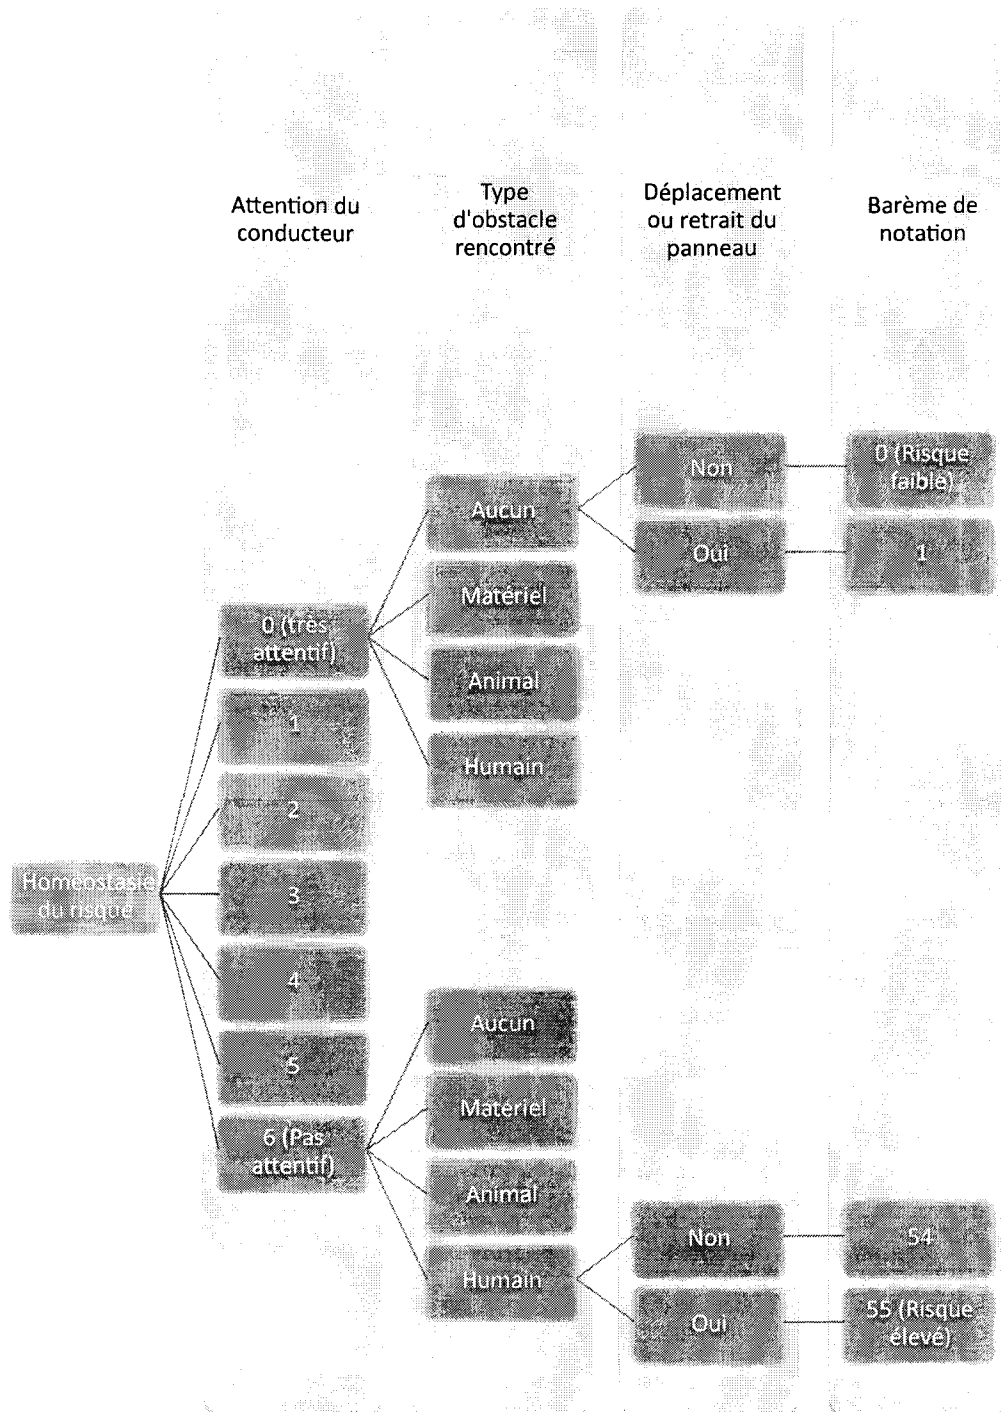 Attention du
conducteur
Type
d'obstacle
rencontré
Déplacement
ou retrait du
panneau
Barème de
notation
Homéostasie
du risque
0 (très
attentif)
1
2
3
4
5
6 (Pas
attentif)
Aucun
Matériel
Animal
Humain
Aucun
Matériel
Animal
Humain
Non
Oui
Non
Oui
0 (Risque
faible)
1
54
55 (Risque
élevé)